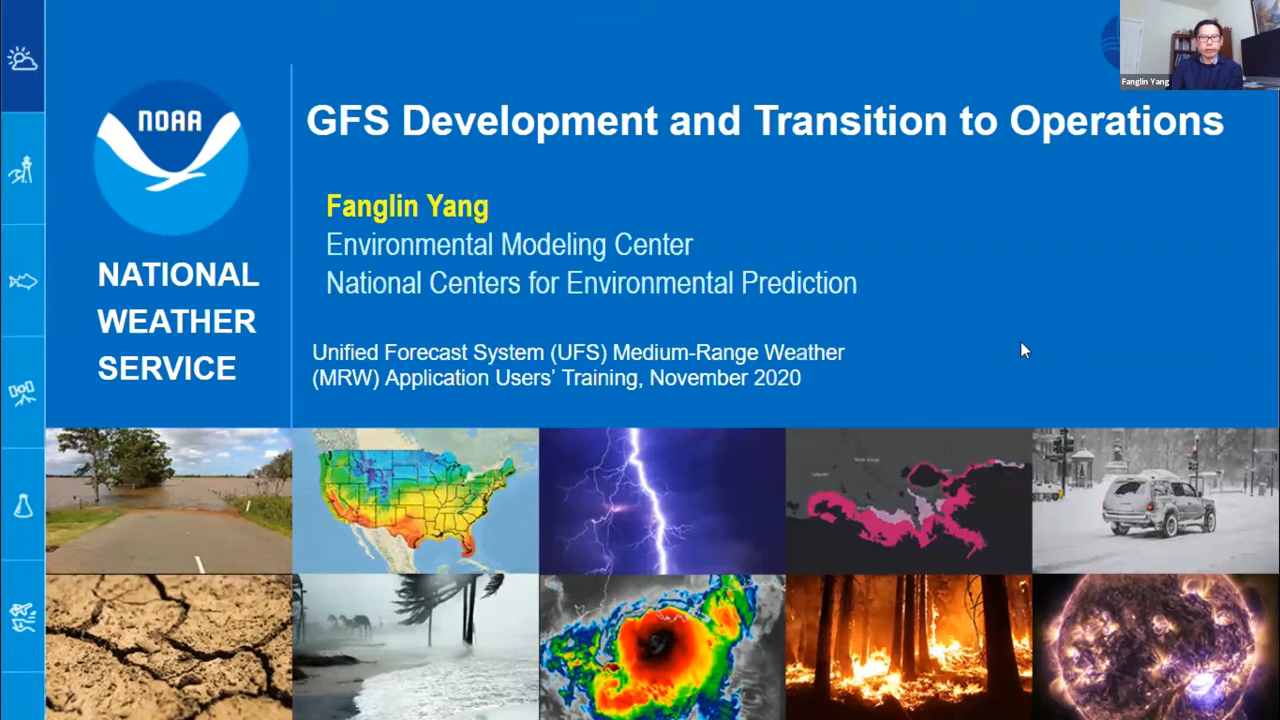 Fanglin Yang
NOAA
NATIONAL
WEATHER
SERVICE
GFS Development and Transition to Operations
Fanglin Yang
Environmental Modeling Center
National Centers for Environmental Prediction
Unified Forecast System (UFS) Medium-Range Weather
(MRW) Application Users’ Training, November 2020